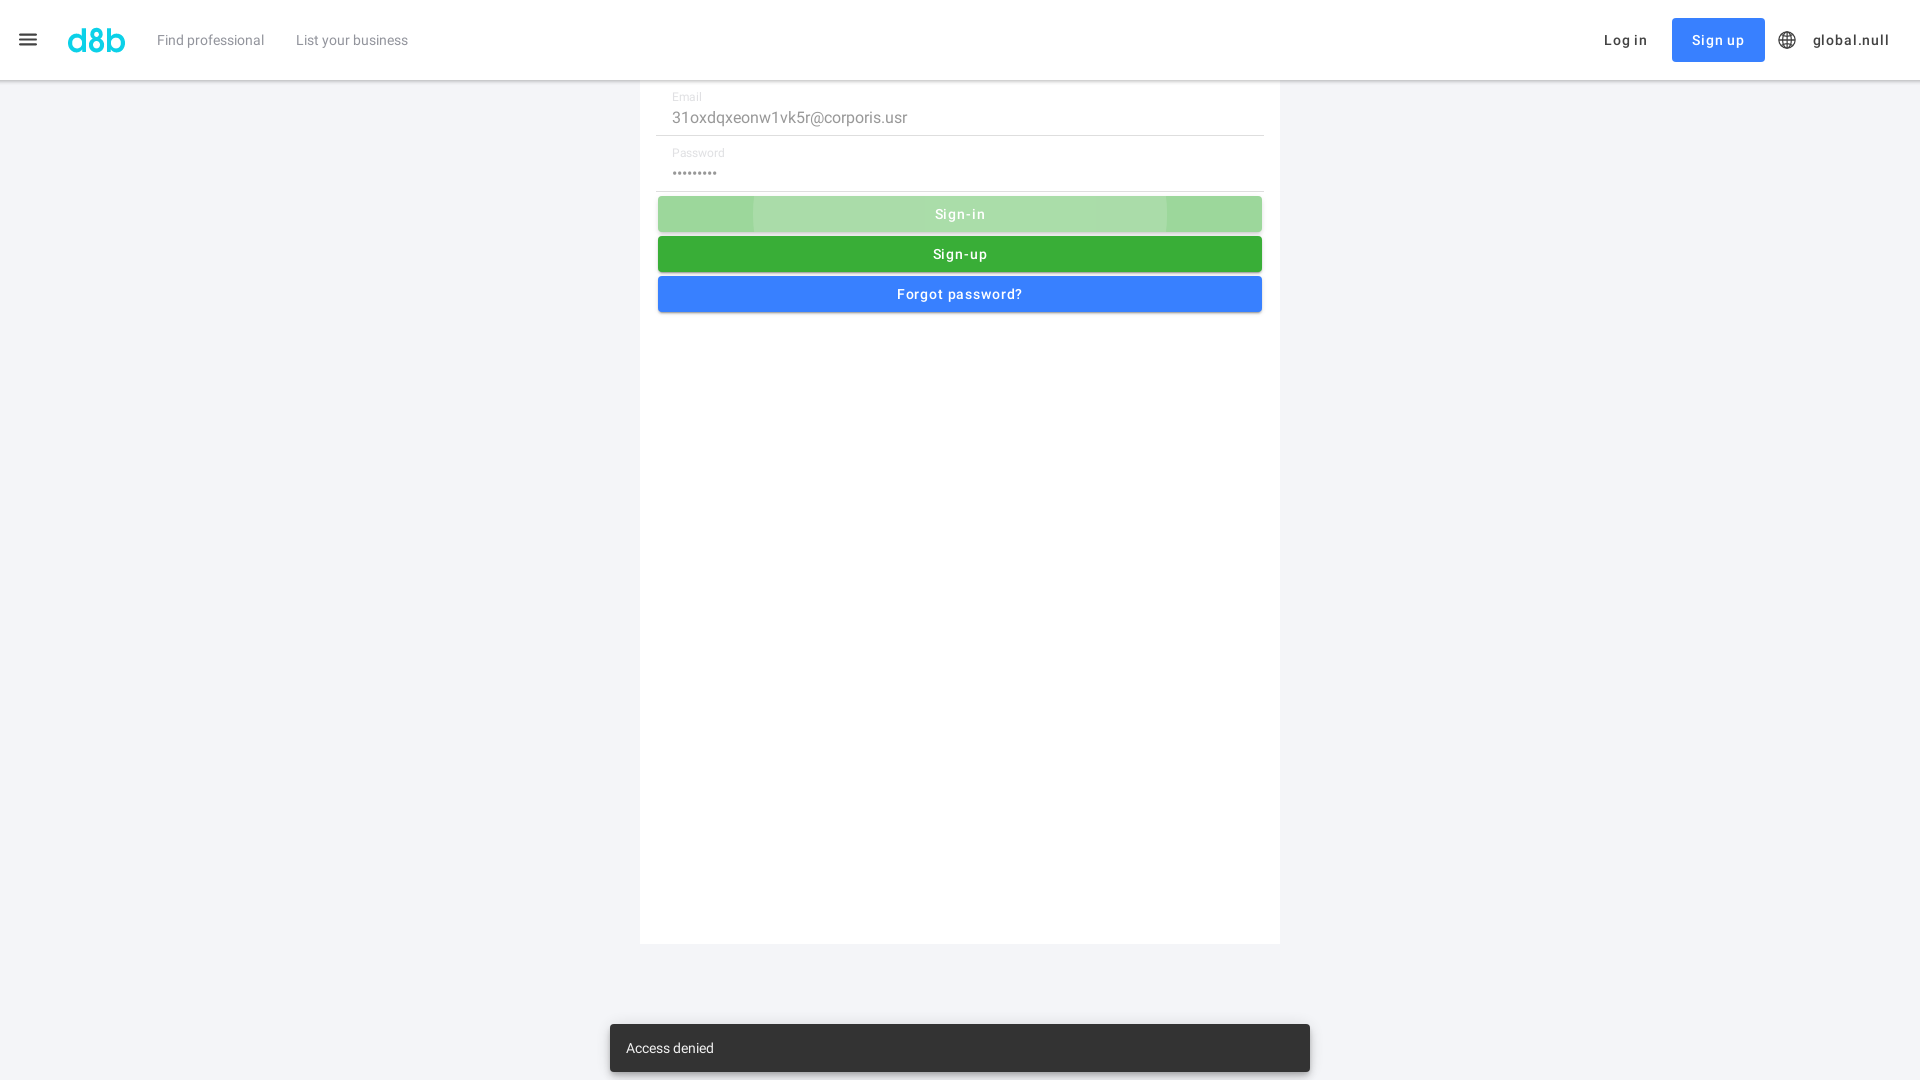 d8b
Find professional
List your business
Log in
Sign up
global.null
Email
31oxdqxeonw1vk5r@corporis.usr
Password
•••••••••
Sign-in
Sign-up
Forgot password?
Access denied